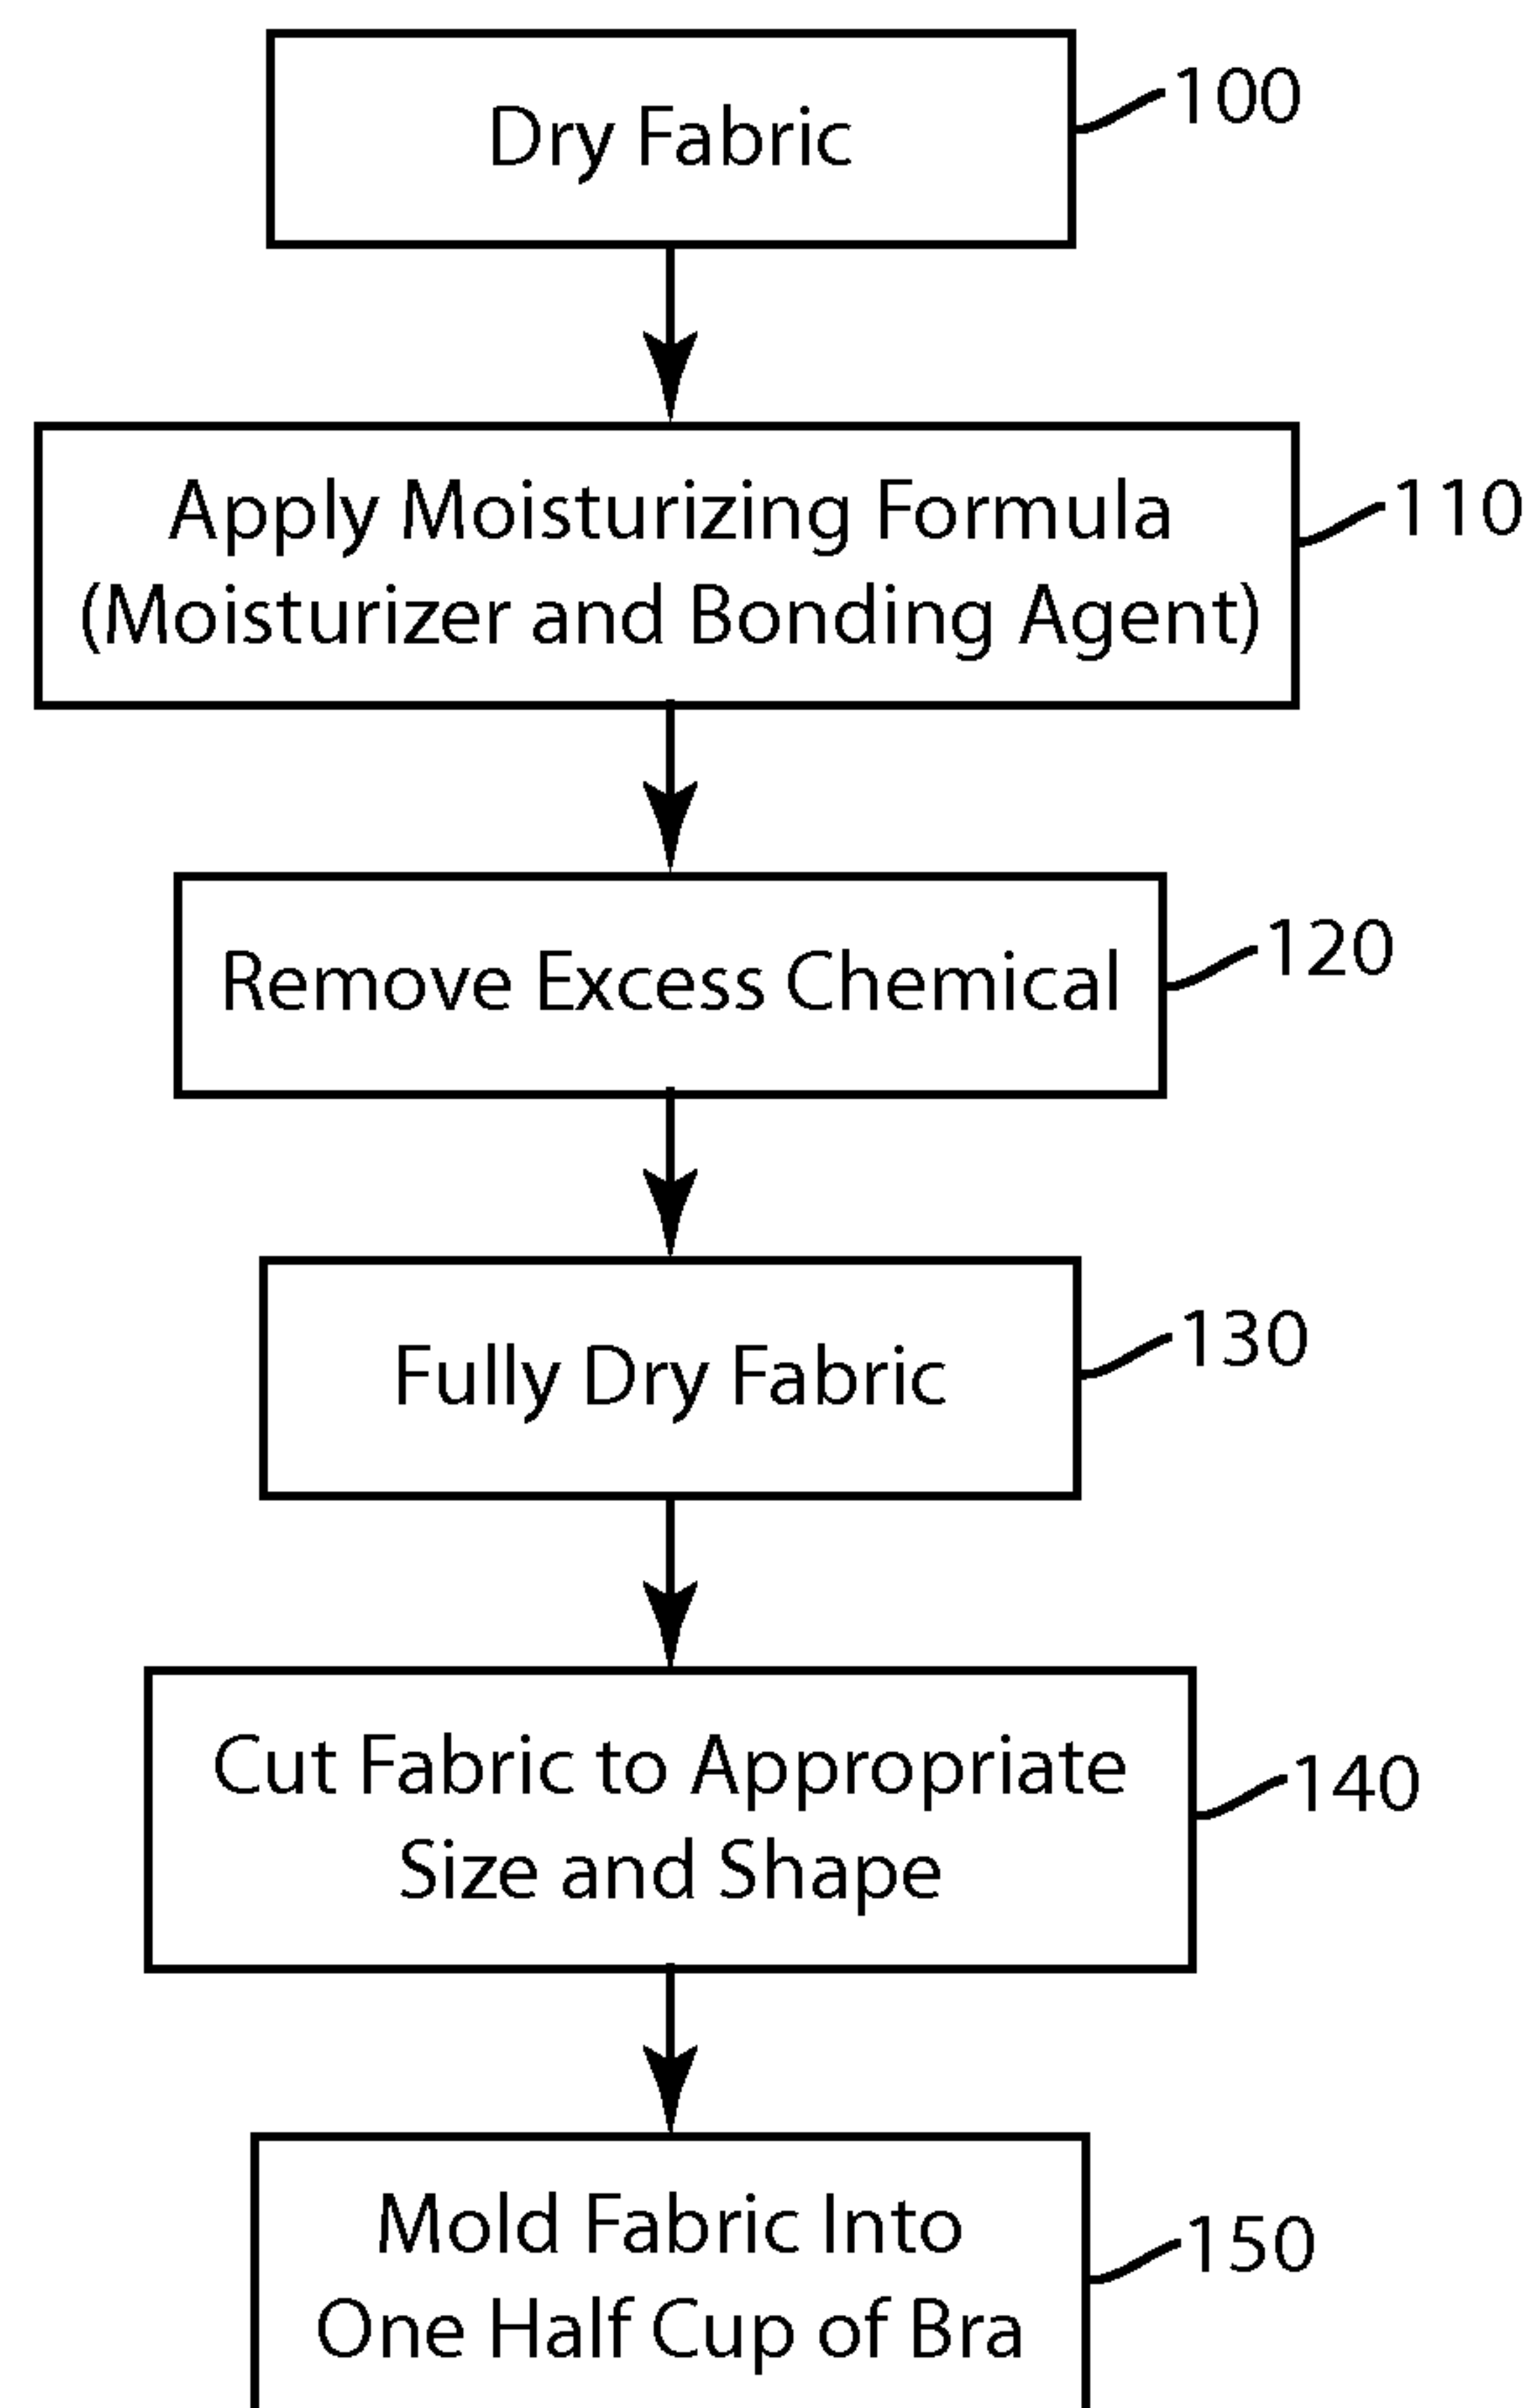 Dry Fabric
100
Apply Moisturizing Formula
(Moisturizer and Bonding Agent)
110
Remove Excess Chemical
120
Fully Dry Fabric
130
Cut Fabric to Appropriate
Size and Shape
140
Mold Fabric Into
One Half Cup of Bra
150